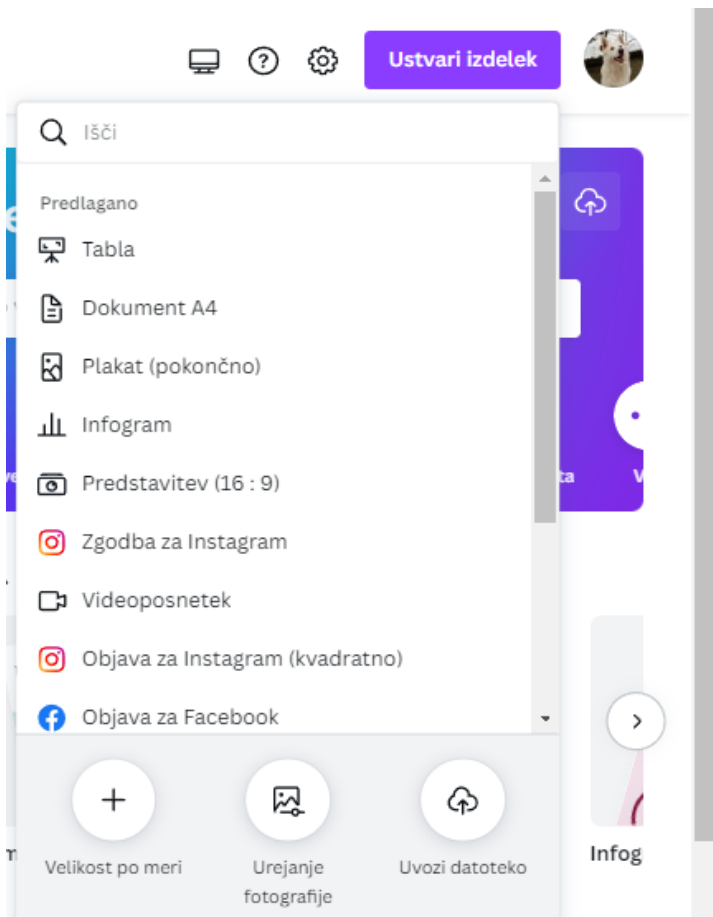 Ustvari izdelek
Išči
Predlagano
Tabla
Dokument A4
Plakat (pokončno)
Infogram
Predstavitev (16 : 9)
Zgodba za Instagram
Videoposnetek
Objava za Instagram (kvadratno)
Objava za Facebook
Velikost po meri
Urejanje
fotografije
Uvozi datoteko
ta
V
Infog